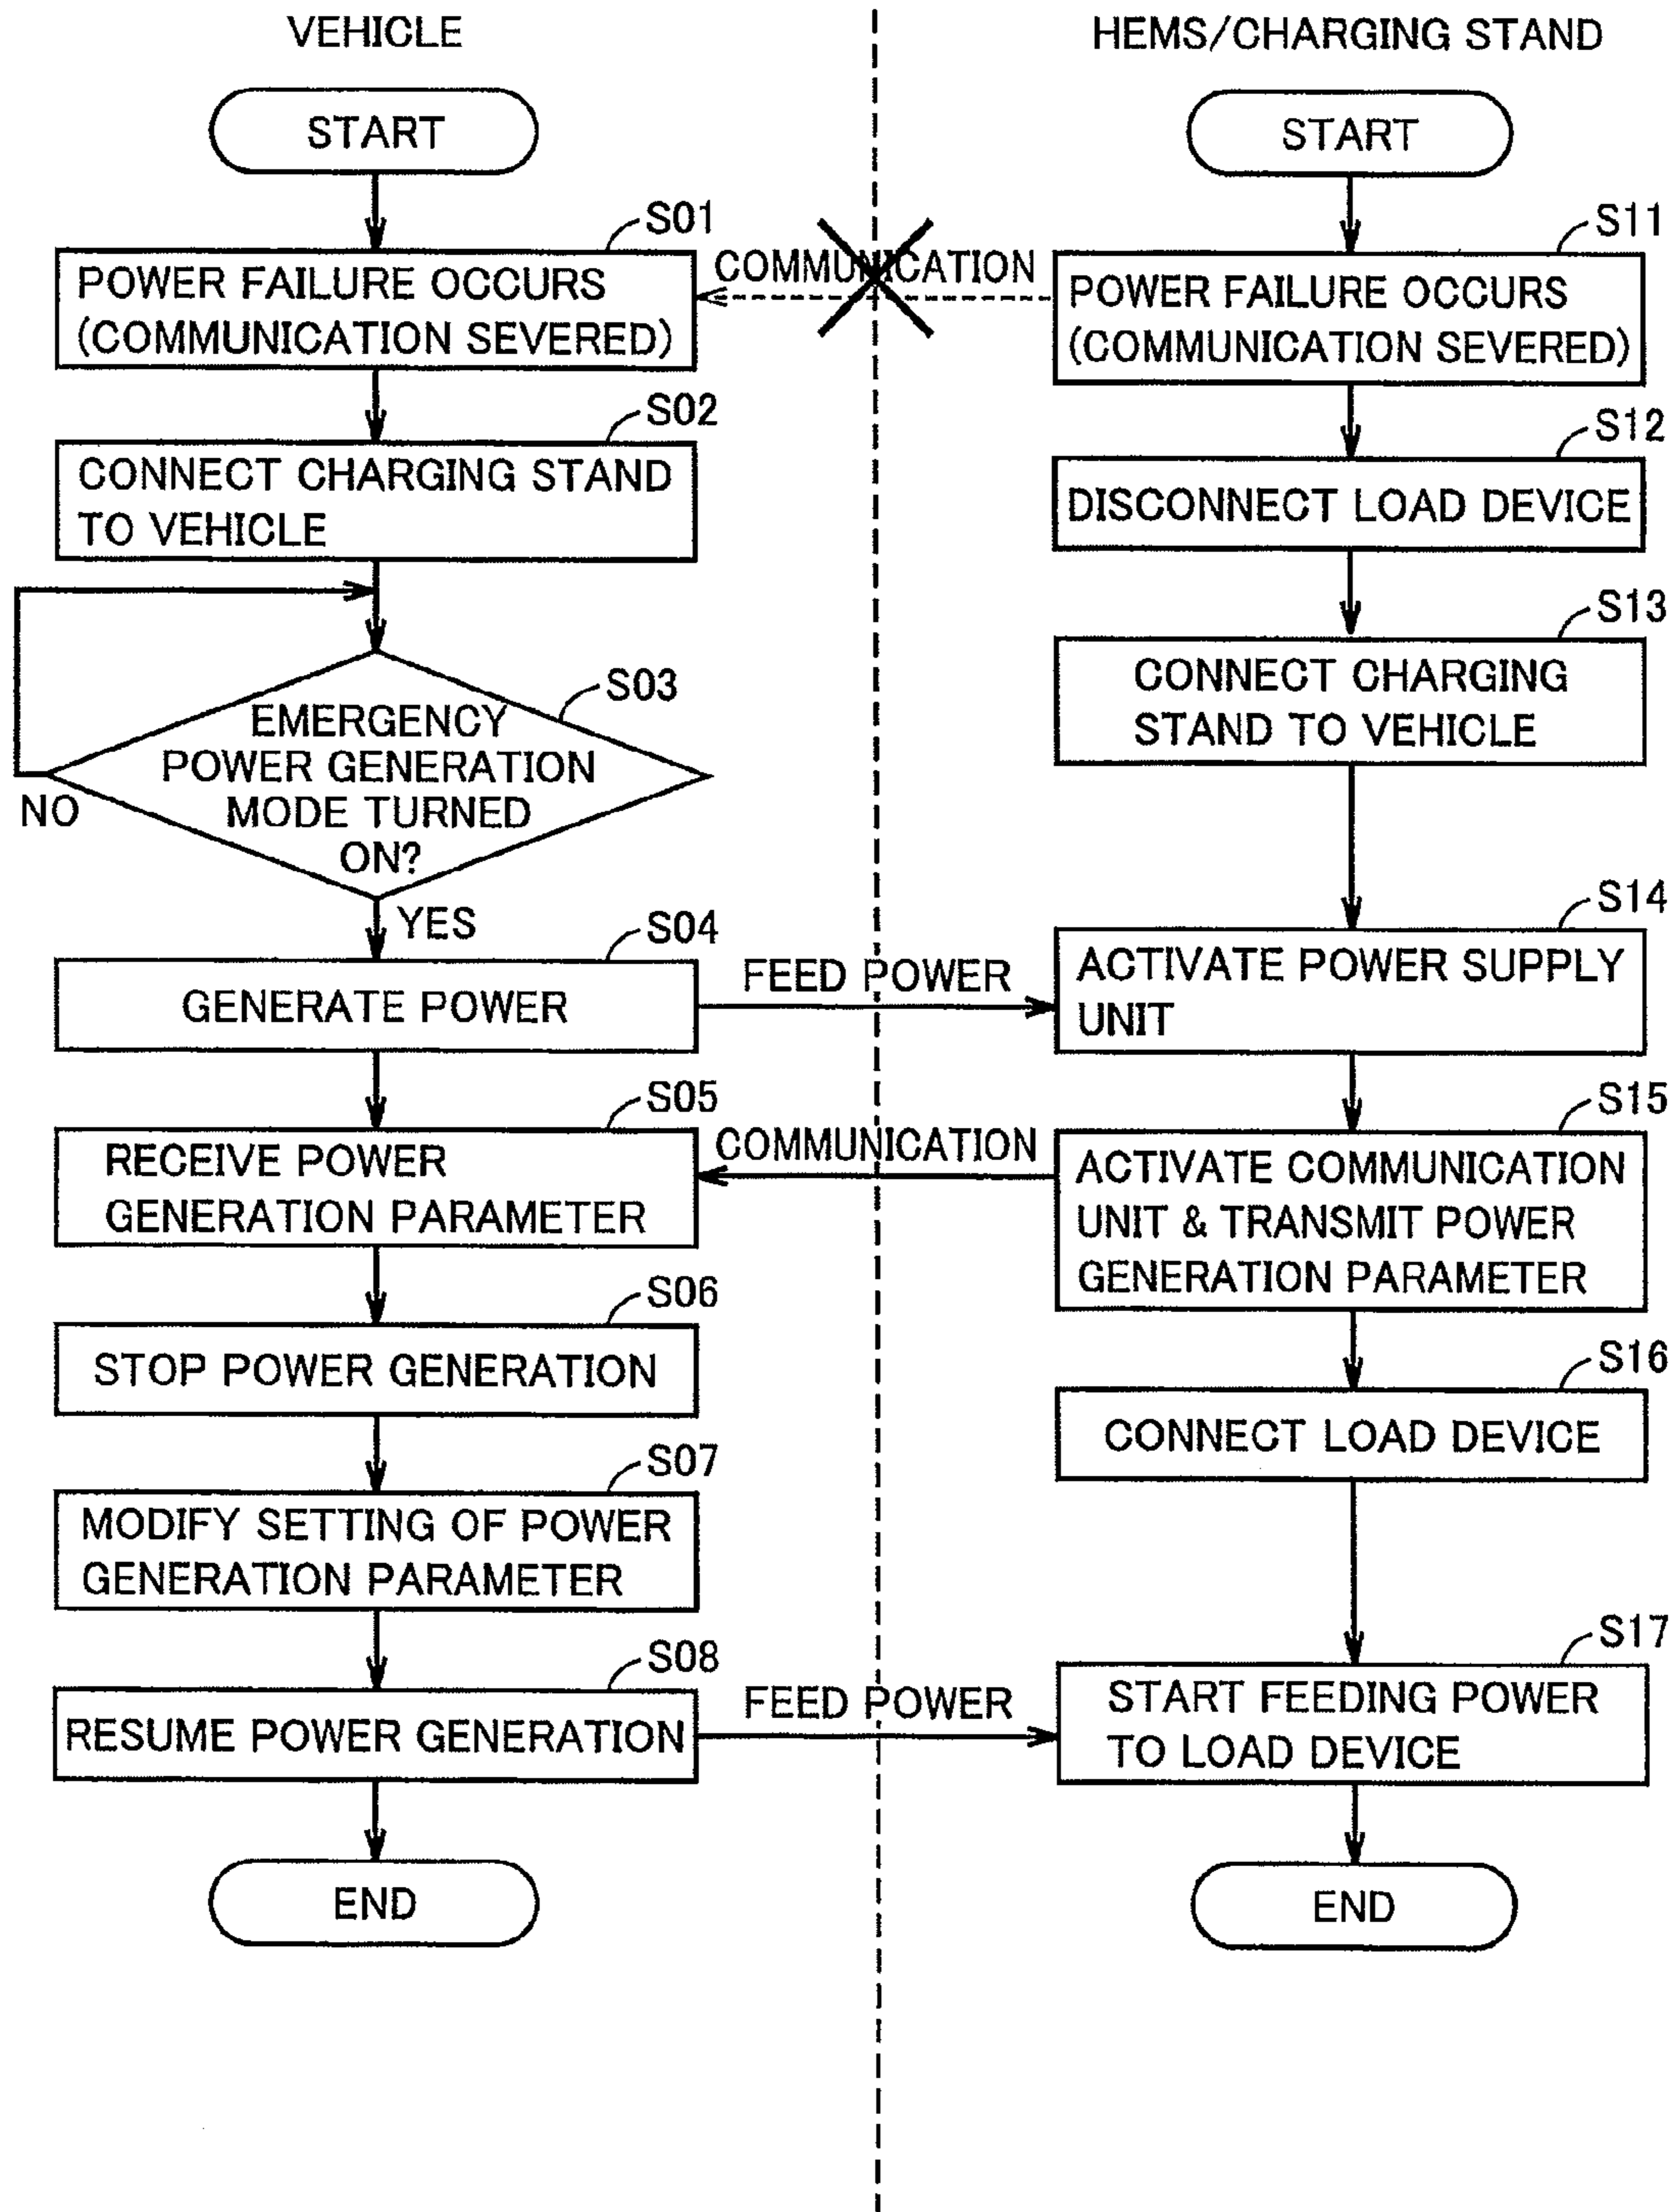 VEHICLE
START
S01
POWER FAILURE OCCURS
(COMMUNICATION SEVERED)
S02
CONNECT CHARGING STAND
TO VEHICLE
S03
EMERGENCY
POWER GENERATION
MODE TURNED
ON?
NO
YES
S04
GENERATE POWER
S05
RECEIVE POWER
GENERATION PARAMETER
S06
STOP POWER GENERATION
S07
MODIFY SETTING OF POWER
GENERATION PARAMETER
S08
RESUME POWER GENERATION
END
COMMUNICATION
FEED POWER
COMMUNICATION
FEED POWER
HEMS/CHARGING STAND
START
S11
POWER FAILURE OCCURS
(COMMUNICATION SEVERED)
S12
DISCONNECT LOAD DEVICE
S13
CONNECT CHARGING
STAND TO VEHICLE
S14
ACTIVATE POWER SUPPLY
UNIT
S15
ACTIVATE COMMUNICATION
UNIT & TRANSMIT POWER
GENERATION PARAMETER
S16
CONNECT LOAD DEVICE
S17
START FEEDING POWER
TO LOAD DEVICE
END